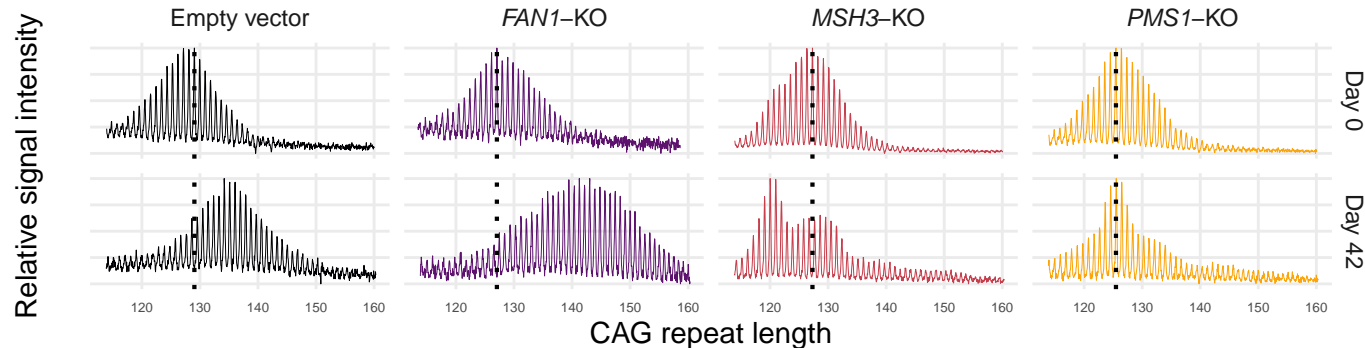 Empty vector FAN1–KO MSH3–KO PMS1–KO
Relative signal intensity
Day 0
Day 42
120 130 140 150 160 120 130 140 150 160 120 130 140 150 160 120 130 140 150 160
CAG repeat length